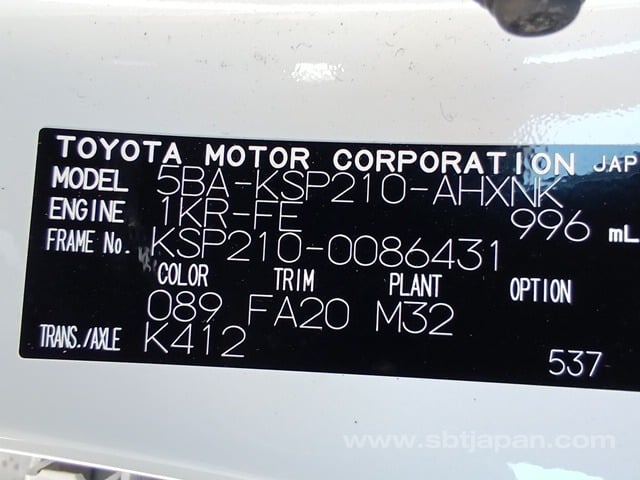 TOYOTA MOTOR CORPORATION JAP
MODEL 5BA-KSP210-AHXNK
ENGINE 1KR-FE 996 mL
FRAME No. KSP210-0086431
COLOR TRIM PLANT OPTION
089 FA20 M32
TRANS./AXLE K412
537
www.sbtjapan.com